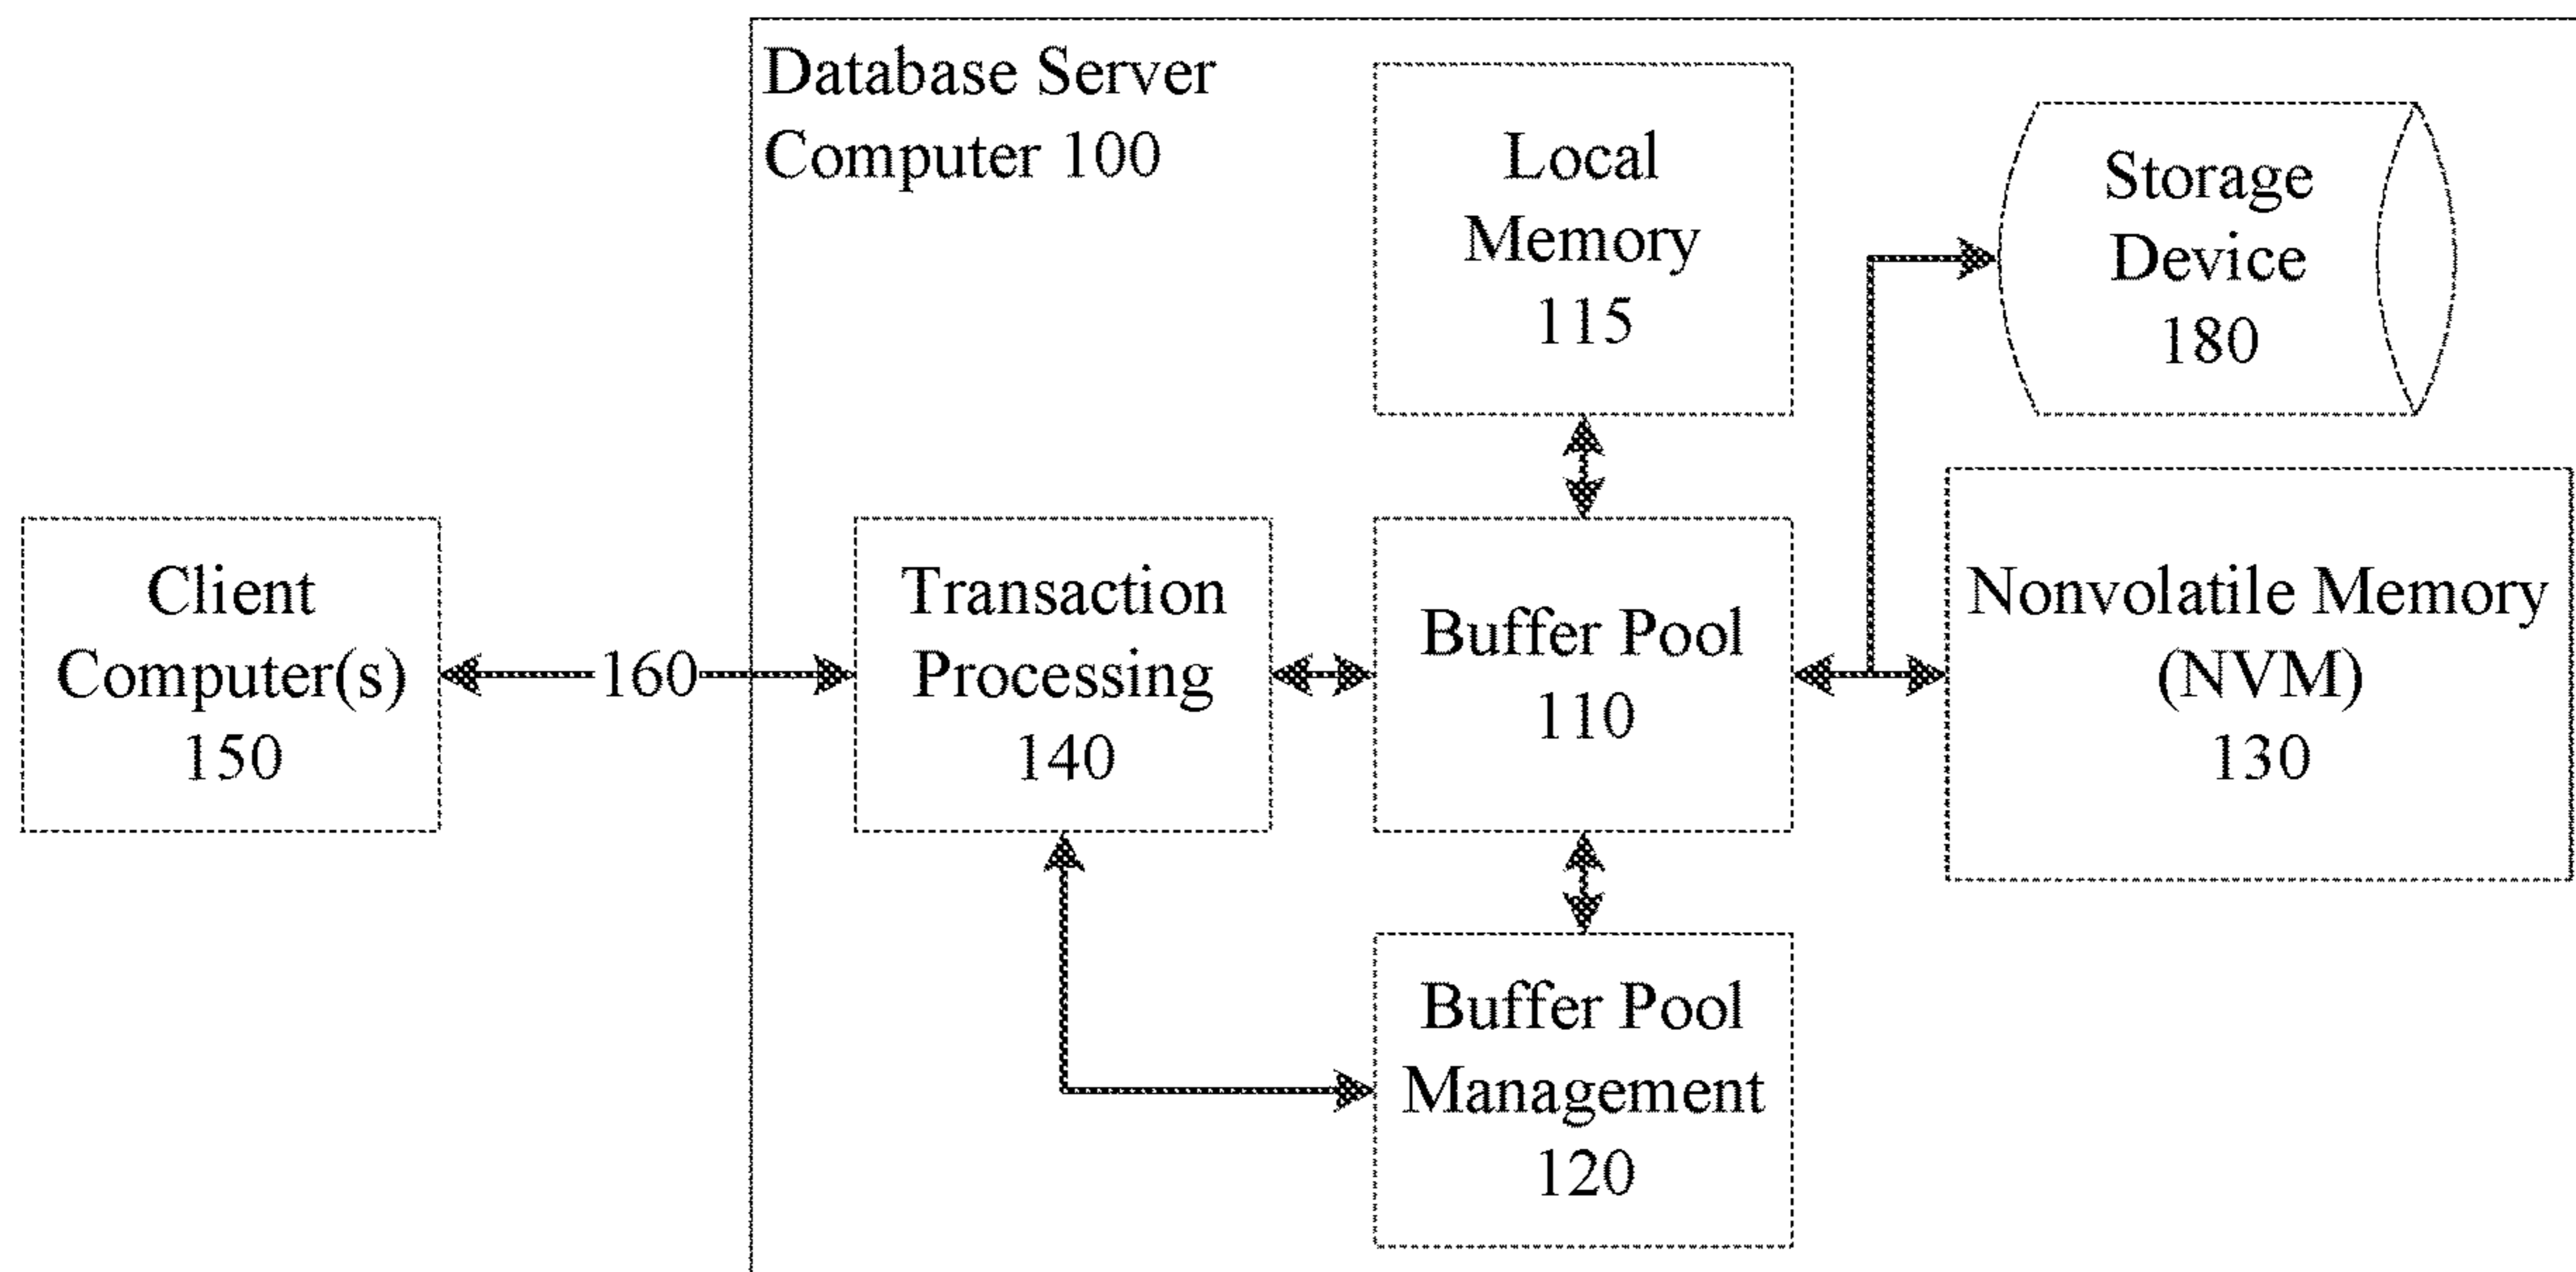 Database Server
Computer 100
Local
Memory
115
Storage
Device
180
Client
Computer(s)
150
160
Transaction
Processing
140
Buffer Pool
110
Nonvolatile Memory
(NVM)
130
Buffer Pool
Management
120